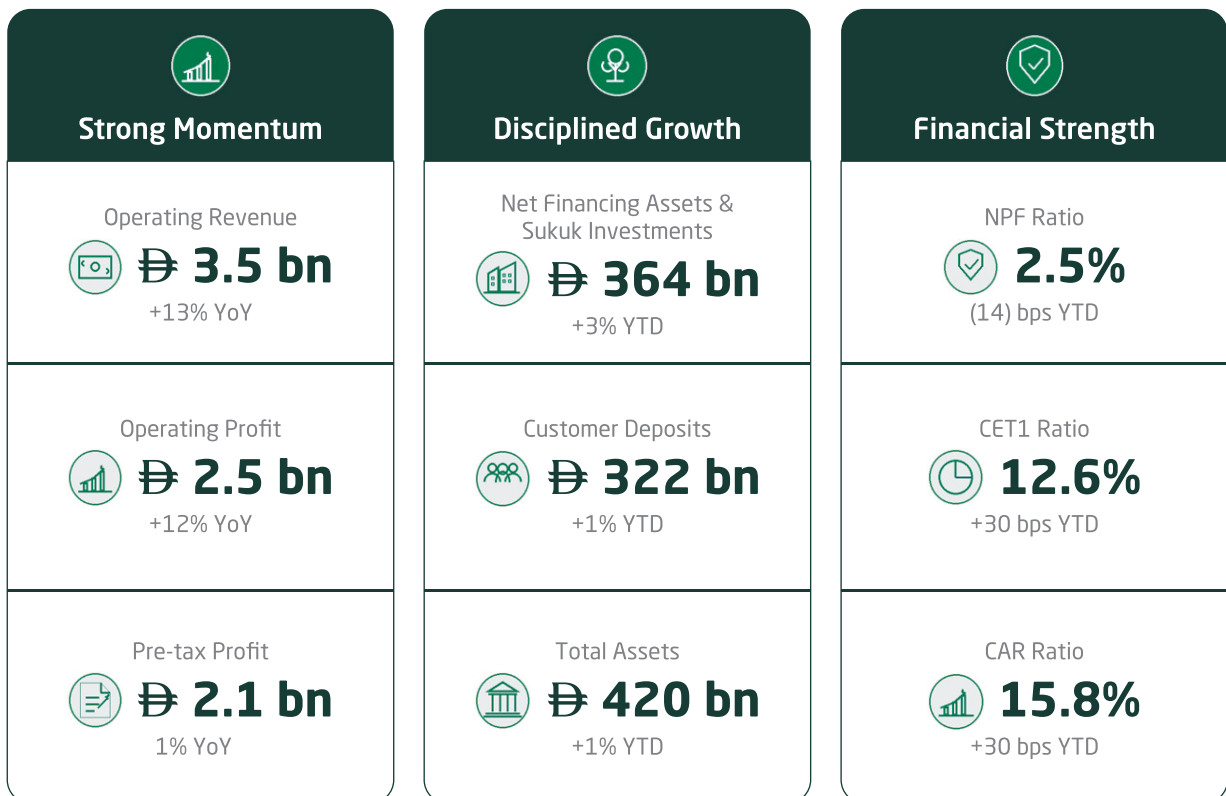 Strong Momentum
Operating Revenue
3.5 bn
+13% YoY
Operating Profit
2.5 bn
+12% YoY
Pre-tax Profit
2.1 bn
1% YoY
Disciplined Growth
Net Financing Assets &
Sukuk Investments
364 bn
+3% YTD
Customer Deposits
322 bn
+1% YTD
Total Assets
420 bn
+1% YTD
Financial Strength
NPF Ratio
2.5%
(14) bps YTD
CET1 Ratio
12.6%
+30 bps YTD
CAR Ratio
15.8%
+30 bps YTD